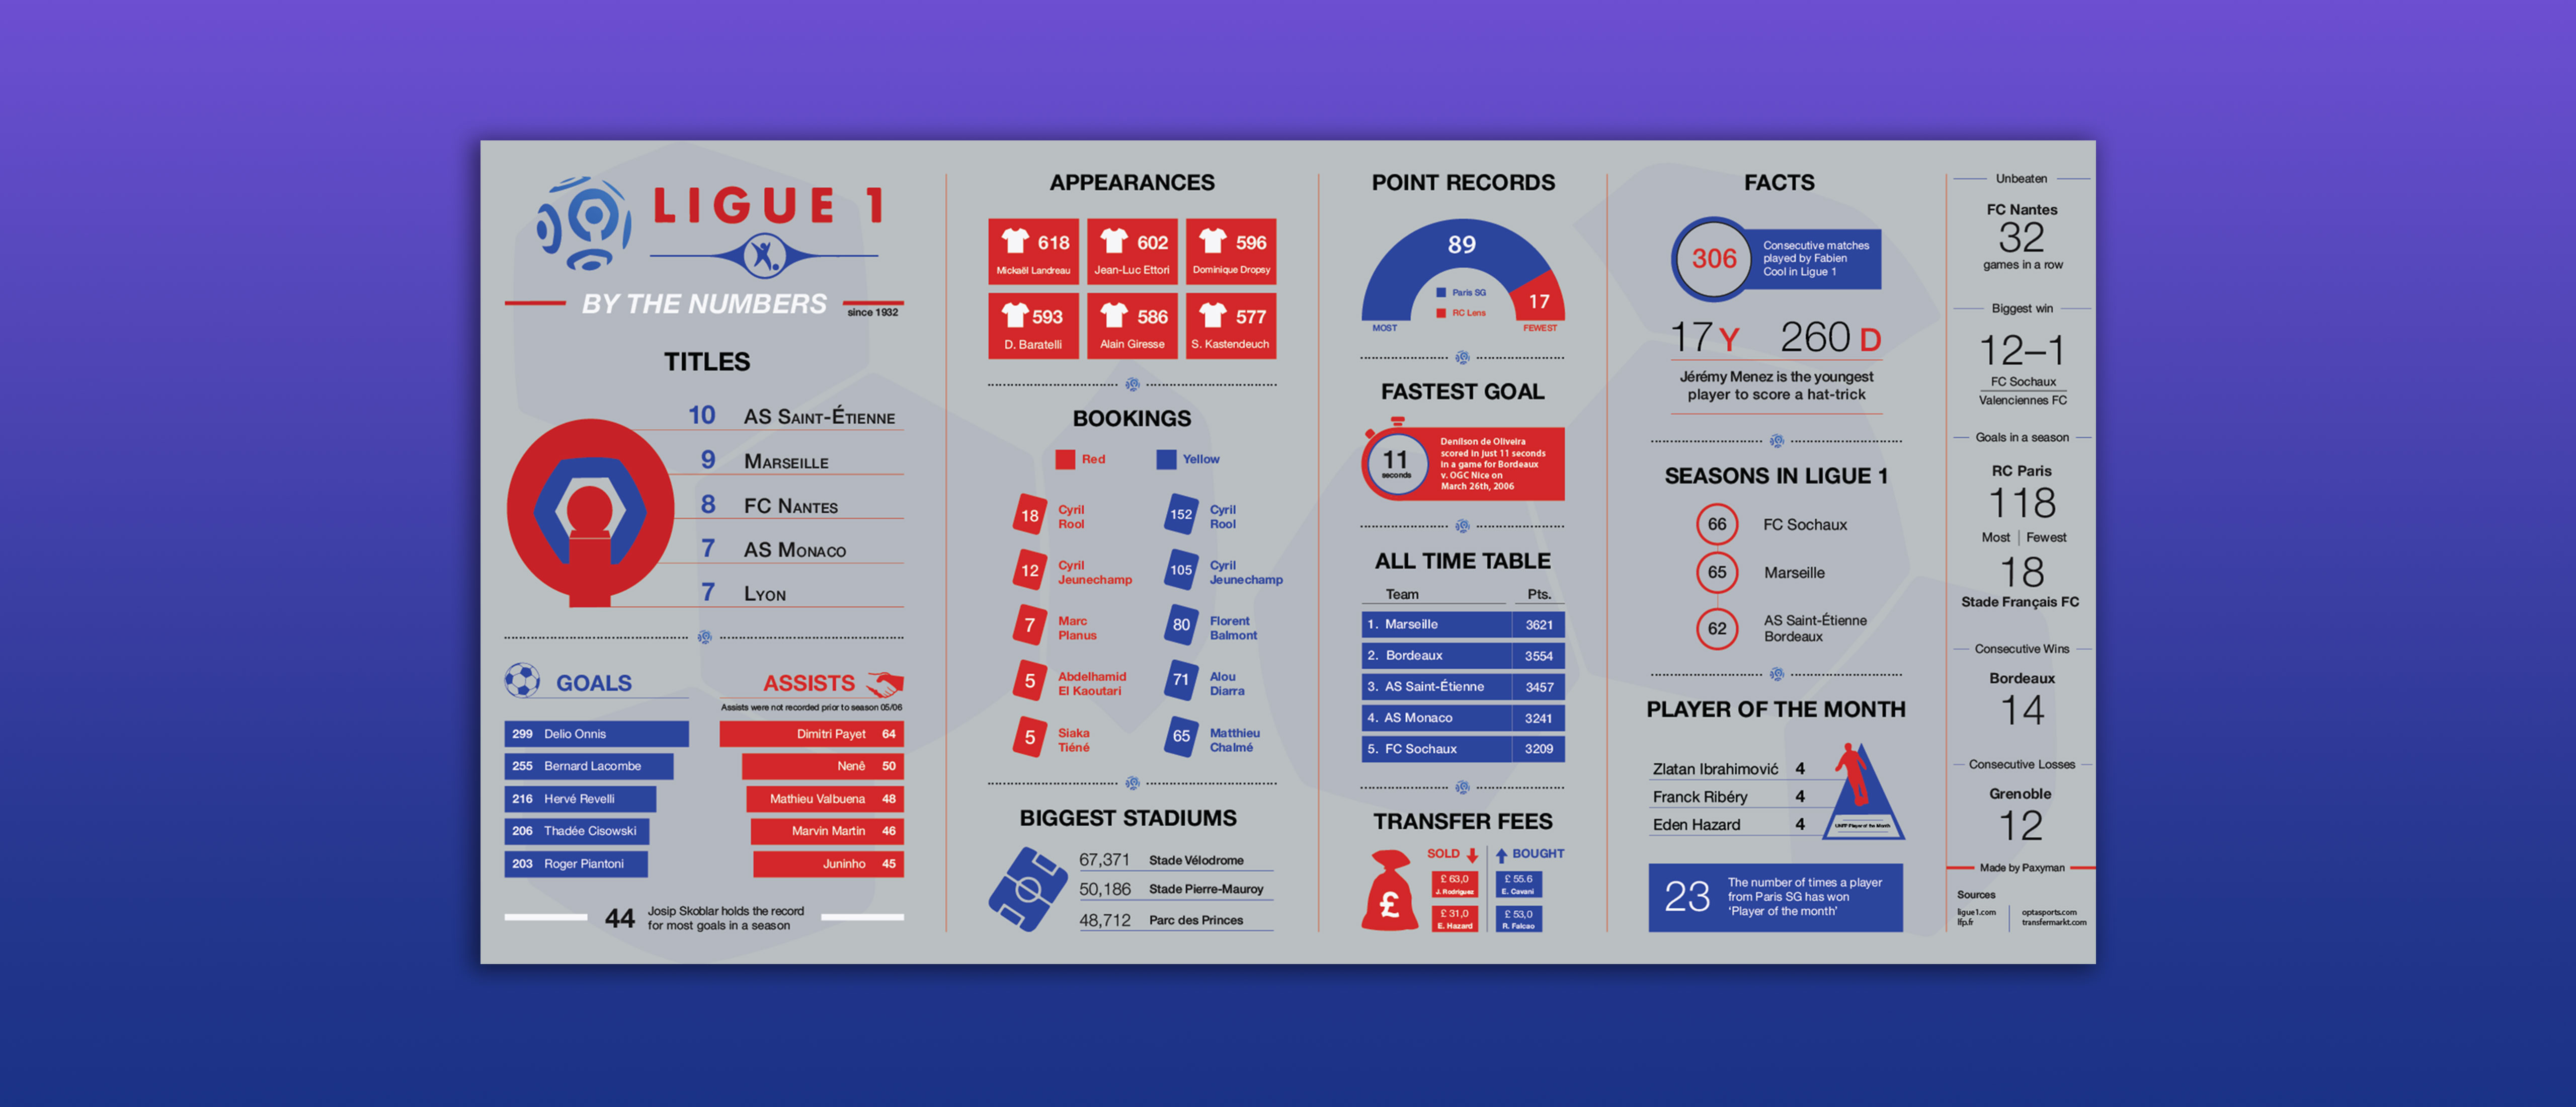 LIGUE 1
BY THE NUMBERS
since 1932
TITLES
10 AS SAINT-ÉTIENNE
9 MARSEILLE
8 FC NANTES
7 AS MONACO
7 LYON
GOALS
299 Delio Onnis
255 Bernard Lacombe
216 Hervé Revelli
206 Thadée Cisowski
203 Roger Piantoni
ASSISTS
Assists were not recorded prior to season 05/06
Dimitri Payet 64
Nenê 50
Mathieu Valbuena 48
Marvin Martin 46
Juninho 45
44
Josip Skoblar holds the record
for most goals in a season
APPEARANCES
618
Mickaël Landreau
602
Jean-Luc Ettori
596
Dominique Dropsy
593
D. Baratelli
586
Alain Giresse
577
S. Kastendeuch
BOOKINGS
Red
Yellow
18 Cyril
Rool
152 Cyril
Rool
12 Cyril
Jeunechamp
105 Cyril
Jeunechamp
7 Marc
Planus
80 Florent
Balmont
5 Abdelhamid
El Kaoutari
71 Alou
Diarra
5 Siaka
Tiéné
65 Matthieu
Chalmé
BIGGEST STADIUMS
67,371 Stade Vélodrome
50,186 Stade Pierre-Mauroy
48,712 Parc des Princes
POINT RECORDS
89
Paris SG
RC Lens
17
MOST
FEWEST
FASTEST GOAL
11
seconds
Denílson de Oliveira
scored in just 11 seconds
in a game for Bordeaux
v. OGC Nice on
March 26th, 2006
ALL TIME TABLE
Team Pts.
1. Marseille 3621
2. Bordeaux 3554
3. AS Saint-Étienne 3457
4. AS Monaco 3241
5. FC Sochaux 3209
TRANSFER FEES
£
SOLD
BOUGHT
£ 63,0
J. Rodríguez
£ 55.6
E. Cavani
£ 31,0
E. Hazard
£ 53,0
R. Falcao
FACTS
306
Consecutive matches
played by Fabien
Cool in Ligue 1
17 Y 260 D
Jérémy Menez is the youngest
player to score a hat-trick
SEASONS IN LIGUE 1
66 FC Sochaux
65 Marseille
62 AS Saint-Étienne
Bordeaux
PLAYER OF THE MONTH
Zlatan Ibrahimović 4
Franck Ribéry 4
Eden Hazard 4
UNFP Player of the Month
23
The number of times a player
from Paris SG has won
'Player of the month'
Unbeaten
FC Nantes
32
games in a row
Biggest win
12–1
FC Sochaux
Valenciennes FC
Goals in a season
RC Paris
118
Most | Fewest
18
Stade Français FC
Consecutive Wins
Bordeaux
14
Consecutive Losses
Grenoble
12
Made by Paxyman
Sources
ligue1.com
lfp.fr
optasports.com
transfermarkt.com